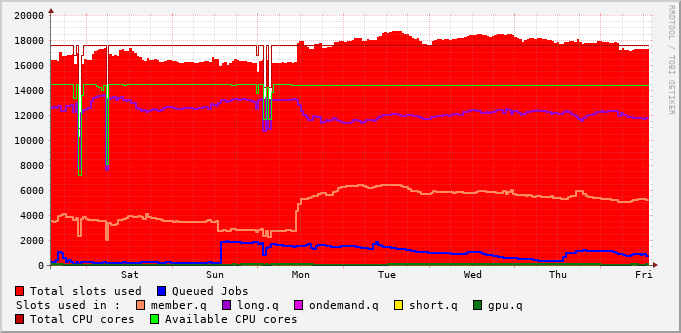 20000
18000
16000
14000
12000
10000
8000
6000
4000
2000
0
Sat Sun Mon Tue Wed Thu Fri
RRDTOOL / TOBI OETIKER
Total slots used Queued Jobs
Slots used in : member.q long.q ondemand.q short.q gpu.q
Total CPU cores Available CPU cores